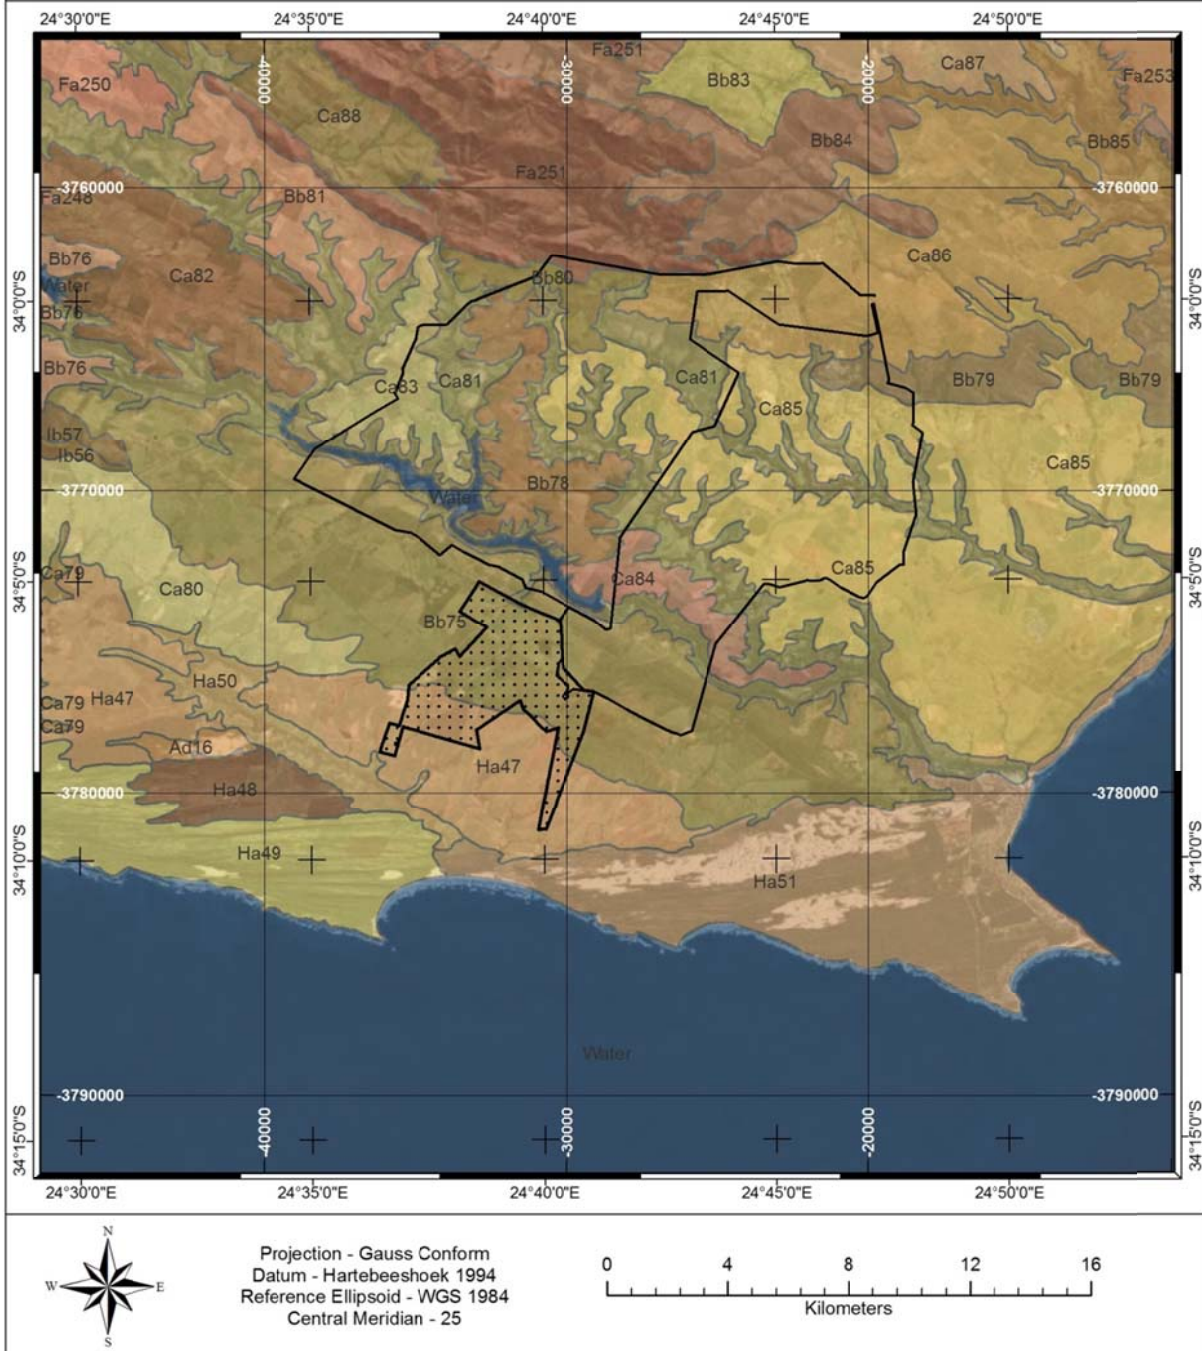 24°30'0"E 24°35'0"E 24°40'0"E 24°45'0"E 24°50'0"E
-40000 -30000 -20000
Fa251 Ca87
Fa250 Bb83 Fa253
Ca88
Bb84 Bb85
Fa251
-3760000 -3760000
Fa248 Bb81
Bb76 Ca86
Ca82 Bb80
Water
34°0'0"S 34°0'0"S
Bb76
Bb76 Ca83 Ca81 Ca81 Bb79 Bb79
Ca85
Ib57
Ib56 Ca85
Bb78
-3770000 Water -3770000
Ca79 Ca85
34°5'0"S 34°5'0"S
Ca80 Ca84
Bb75
Ha50
Ca79 Ha47
Ca79
Ad16
Ha47
Ha48
-3780000 -3780000
Ha49
34°10'0"S 34°10'0"S
Ha51
Water
-3790000 -3790000
-40000 -30000 -20000
34°15'0"S 34°15'0"S
24°30'0"E 24°35'0"E 24°40'0"E 24°45'0"E 24°50'0"E
N
W E
S
Projection - Gauss Conform
Datum - Hartebeeshoek 1994
Reference Ellipsoid - WGS 1984
Central Meridian - 25
0 4 8 12 16
Kilometers